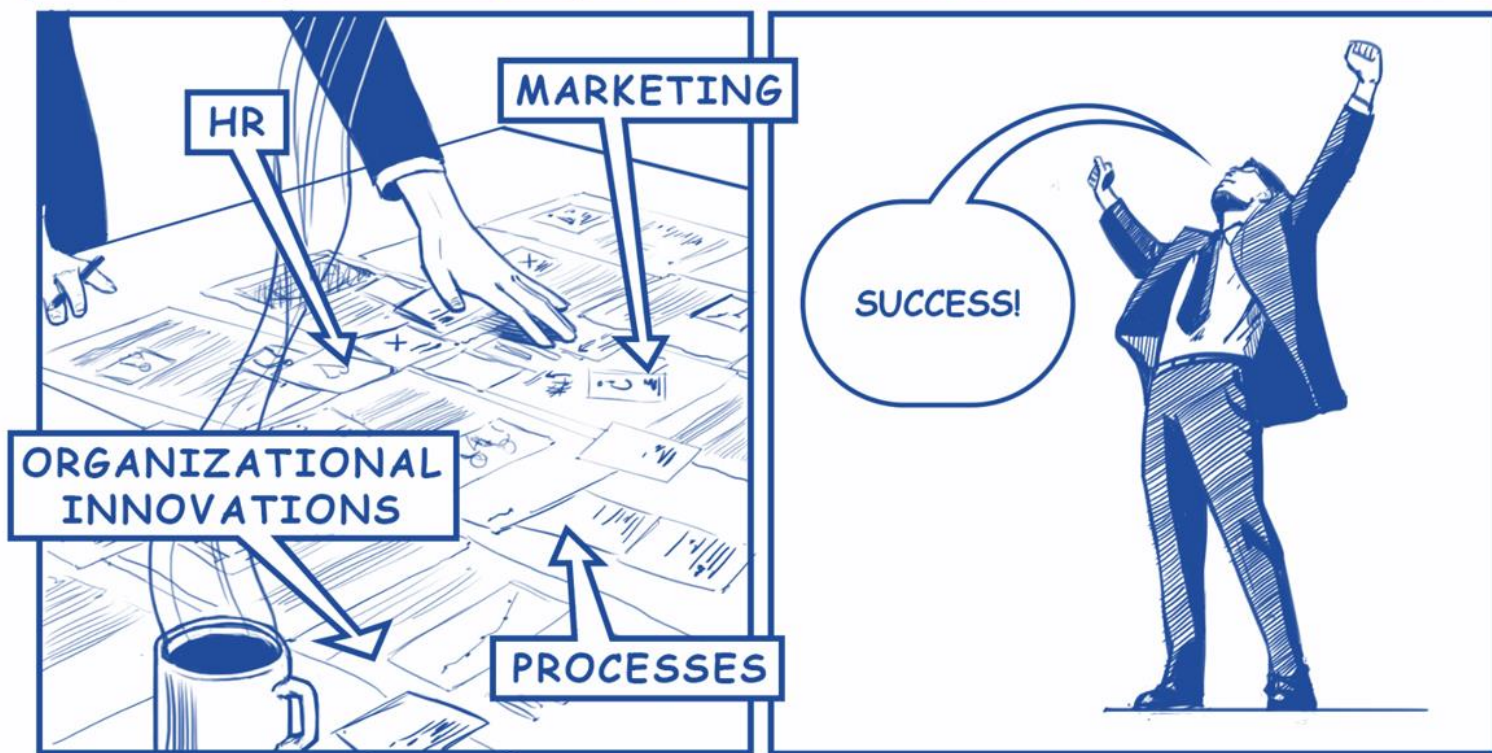 HR
MARKETING
ORGANIZATIONAL
INNOVATIONS
PROCESSES
SUCCESS!